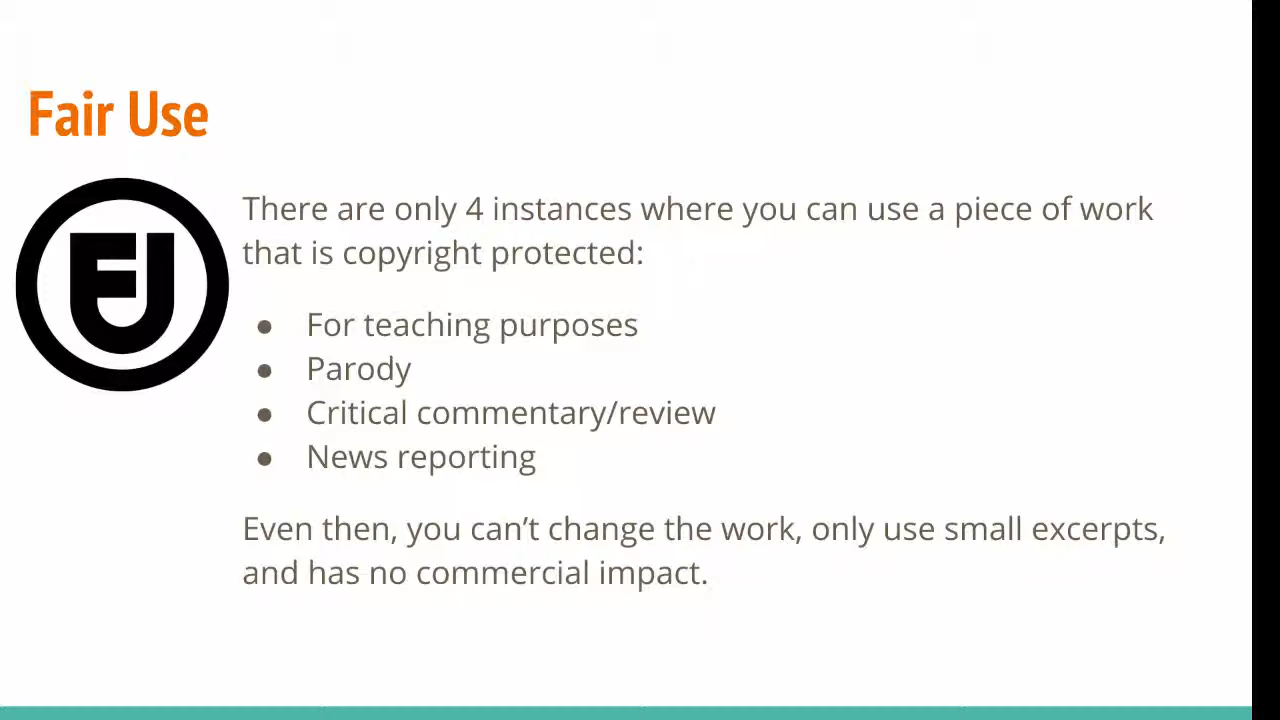 Fair Use
There are only 4 instances where you can use a piece of work
that is copyright protected:
● For teaching purposes
● Parody
● Critical commentary/review
● News reporting
Even then, you can’t change the work, only use small excerpts,
and has no commercial impact.